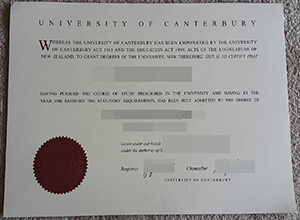 UNIVERSITY OF CANTERBURY
WHEREAS THE UNIVERSITY OF CANTERBURY HAS BEEN EMPOWERED BY THE UNIVERSITY
OF CANTERBURY ACT 1961 AND THE EDUCATION ACT 1989, ACTS OF THE LEGISLATURE OF
NEW ZEALAND, TO GRANT DEGREES OF THE UNIVERSITY, NOW THEREFORE THIS IS TO CERTIFY THAT
HAVING PURSUED THE COURSE OF STUDY PRESCRIBED IN THE UNIVERSITY AND HAVING IN THE
YEAR SATISFIED THE STATUTORY REQUIREMENTS, HAS BEEN DULY ADMITTED TO THE DEGREE OF
Given under our hands
under the authority of
Registrar
Chancellor
UNIVERSITY OF CANTERBURY